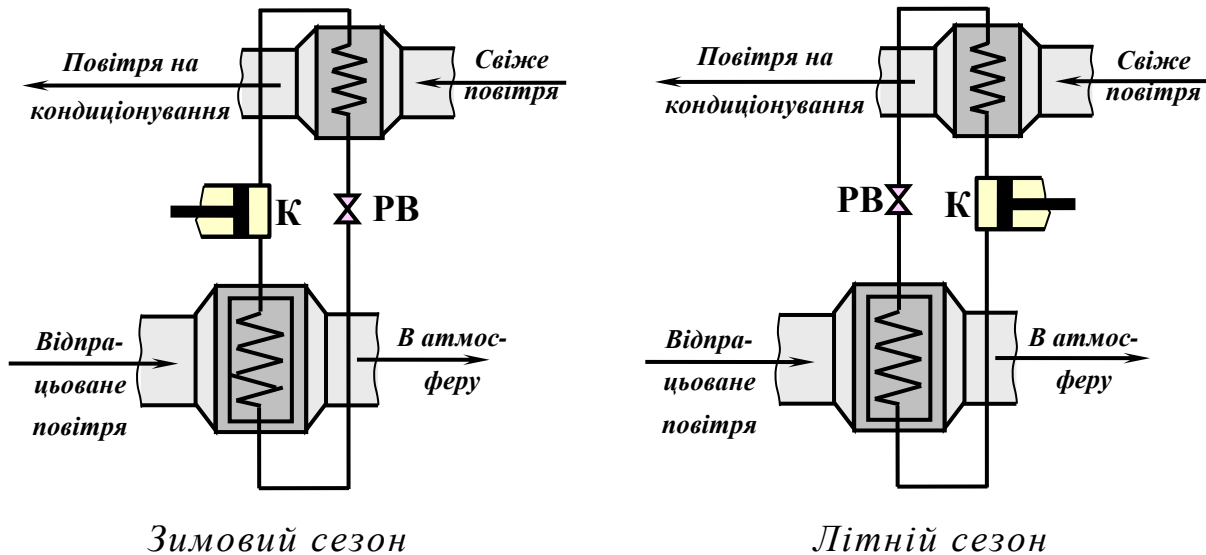 Повітря на
кондиціонування
Свіже
повітря
К
РВ
Відпра-
цьоване
повітря
В атмос-
феру
Зимовий сезон
Повітря на
кондиціонування
Свіже
повітря
РВ
К
Відпра-
цьоване
повітря
В атмос-
феру
Літній сезон